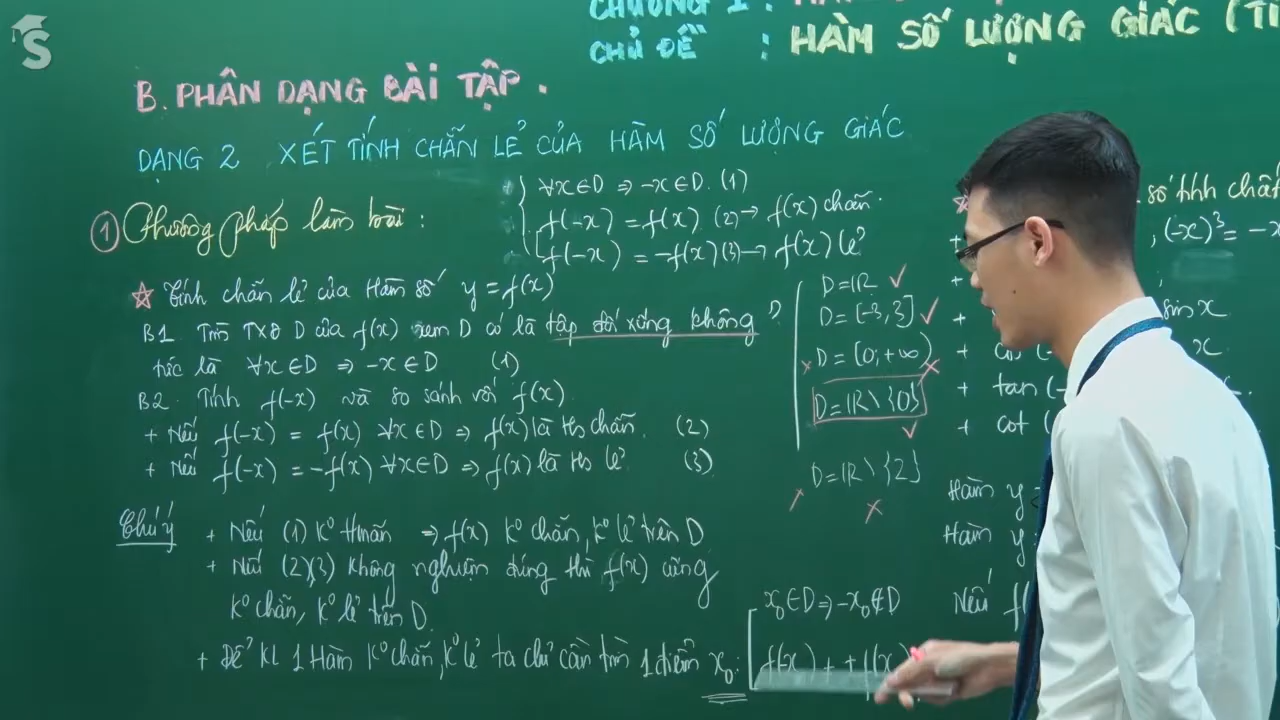 S
CHƯƠNG I :
CHỦ ĐỀ : HÀM SỐ LƯỢNG GIÁC (TI
B. PHÂN DẠNG BÀI TẬP .
DẠNG 2 XÉT TÍNH CHẴN LẺ CỦA HÀM SỐ LƯỢNG GIÁC
① Phương pháp làm bài :
∀x∈D ⇒ -x∈D. (1)
f(-x) = f(x) (2) → f(x) chẵn.
f(-x) = -f(x) (3) → f(x) lẻ
☆ Tính chẵn lẻ của Hàm số y = f(x)
B1 Tìm TXĐ D của f(x) xem D có là tập đối xứng không ?
tức là ∀x∈D ⇒ -x∈D (1)
B2. Tính f(-x) và so sánh với f(x).
+ Nếu f(-x) = f(x) ∀x∈D ⇒ f(x) là hs chẵn. (2)
+ Nếu f(-x) = -f(x) ∀x∈D ⇒ f(x) là hs lẻ. (3)
Chú ý + Nếu (1) k⁰ thỏa mãn ⇒ f(x) k⁰ chẵn, k⁰ lẻ trên D
+ Nếu (2)(3) không nghiệm đúng thì f(x) cũng
k⁰ chẵn, k⁰ lẻ trên D.
+ Để KL 1 Hàm k⁰ chẵn, k⁰ lẻ ta chỉ cần tìm 1 điểm x₀:
x₀∈D ⇒ -x₀∉D
D = ℝ ✓
D = [-3,3] ✓
× D = [0; +∞) ×
D = ℝ \ {0} ✓
D = ℝ \ {2}
× ×
số tính chất
, (-x)³ = -x
+ sin x
+ x
+ tan (-
+ cot (
Hàm y =
Hàm y
Nếu f(